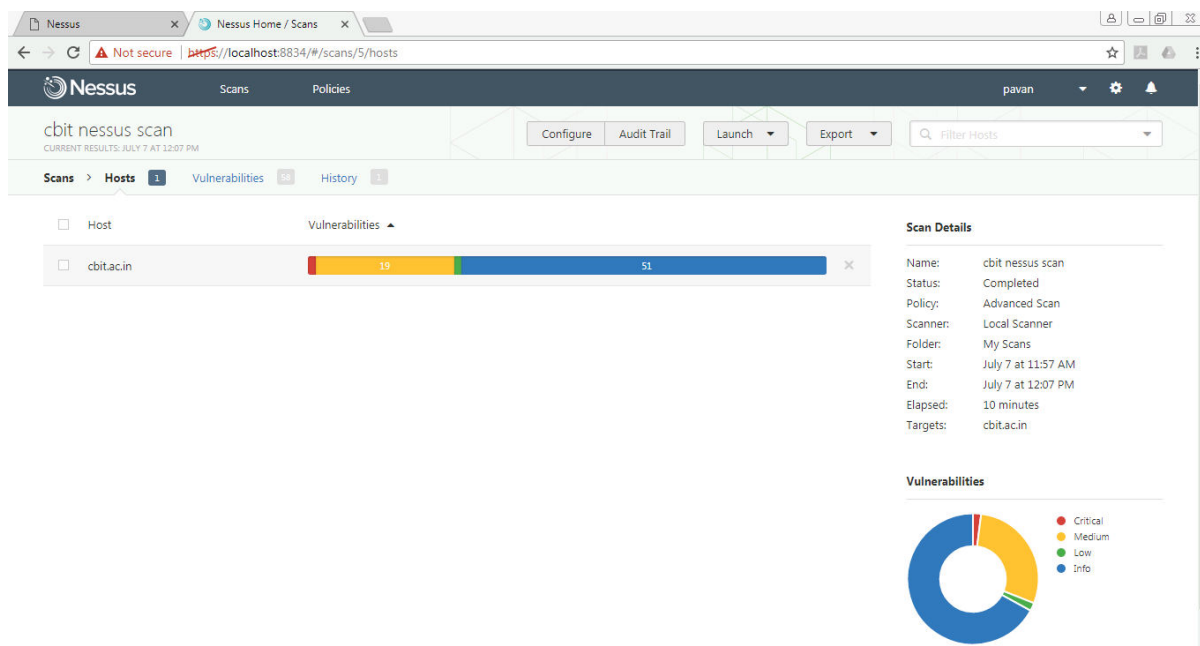 Nessus
Nessus Home / Scans
Not secure https://localhost:8834/#/scans/5/hosts
Nessus Scans Policies pavan
cbit nessus scan
CURRENT RESULTS: JULY 7 AT 12:07 PM
Configure Audit Trail Launch Export Filter Hosts
Scans > Hosts 1 Vulnerabilities 58 History 1
Host Vulnerabilities
cbit.ac.in 19 51
Scan Details
Name: cbit nessus scan
Status: Completed
Policy: Advanced Scan
Scanner: Local Scanner
Folder: My Scans
Start: July 7 at 11:57 AM
End: July 7 at 12:07 PM
Elapsed: 10 minutes
Targets: cbit.ac.in
Vulnerabilities
Critical
Medium
Low
Info